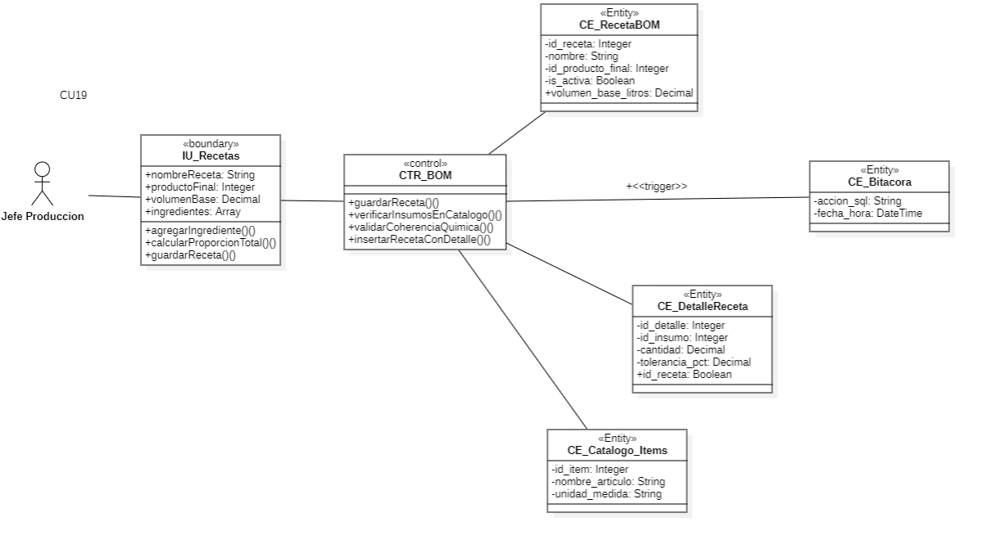 CU19
Jefe Produccion
«boundary»
IU_Recetas
+nombreReceta: String
+productoFinal: Integer
+volumenBase: Decimal
+ingredientes: Array
+agregarIngrediente()()
+calcularProporcionTotal()()
+guardarReceta()()
«control»
CTR_BOM
+guardarReceta()()
+verificarInsumosEnCatalogo()()
+validarCoherenciaQuimica()()
+insertarRecetaConDetalle()()
«Entity»
CE_RecetaBOM
-id_receta: Integer
-nombre: String
-id_producto_final: Integer
-is_activa: Boolean
+volumen_base_litros: Decimal
+<<trigger>>
«Entity»
CE_Bitacora
-accion_sql: String
-fecha_hora: DateTime
«Entity»
CE_DetalleReceta
-id_detalle: Integer
-id_insumo: Integer
-cantidad: Decimal
-tolerancia_pct: Decimal
+id_receta: Boolean
«Entity»
CE_Catalogo_Items
-id_item: Integer
-nombre_articulo: String
-unidad_medida: String